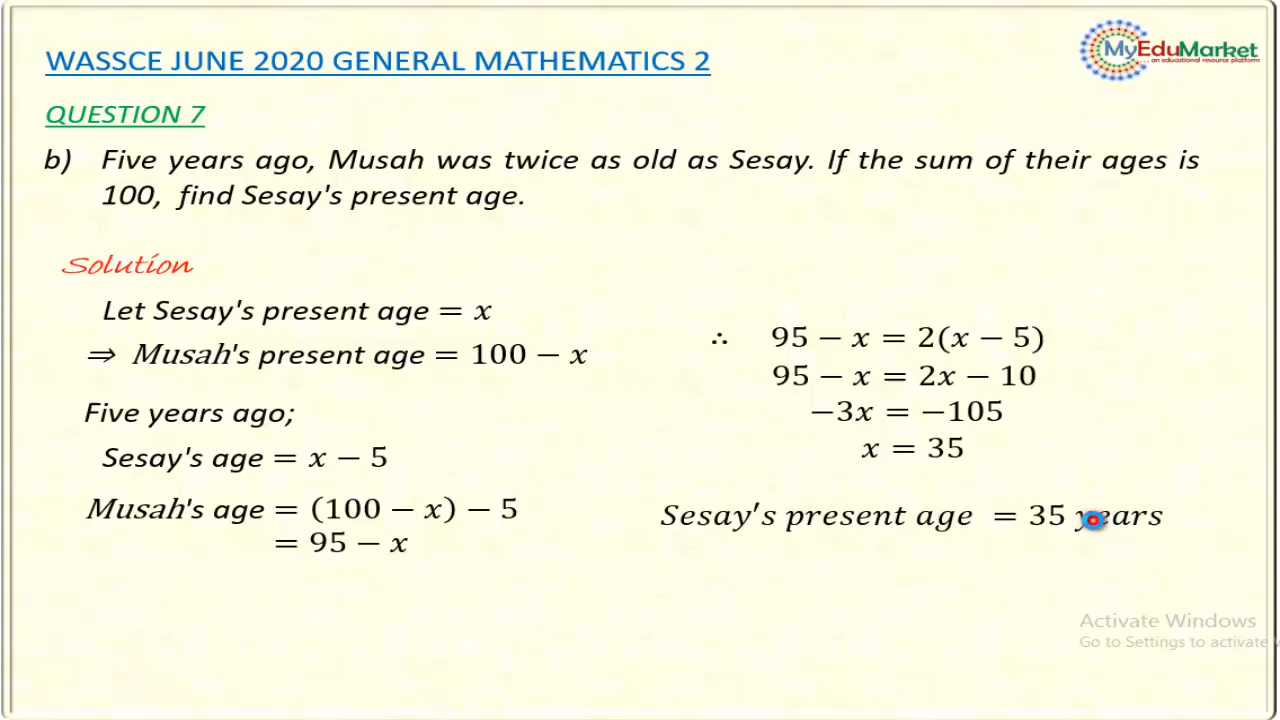 WASSCE JUNE 2020 GENERAL MATHEMATICS 2
MyEduMarket
...an educational resource platform
QUESTION 7
b) Five years ago, Musah was twice as old as Sesay. If the sum of their ages is
100, find Sesay's present age.
Solution
Let Sesay's present age = x
⇒ Musah's present age = 100 − x
Five years ago;
Sesay's age = x − 5
Musah's age = (100 − x) − 5
= 95 − x
∴ 95 − x = 2(x − 5)
95 − x = 2x − 10
−3x = −105
x = 35
Sesay's present age = 35 years
Activate Windows
Go to Settings to activate